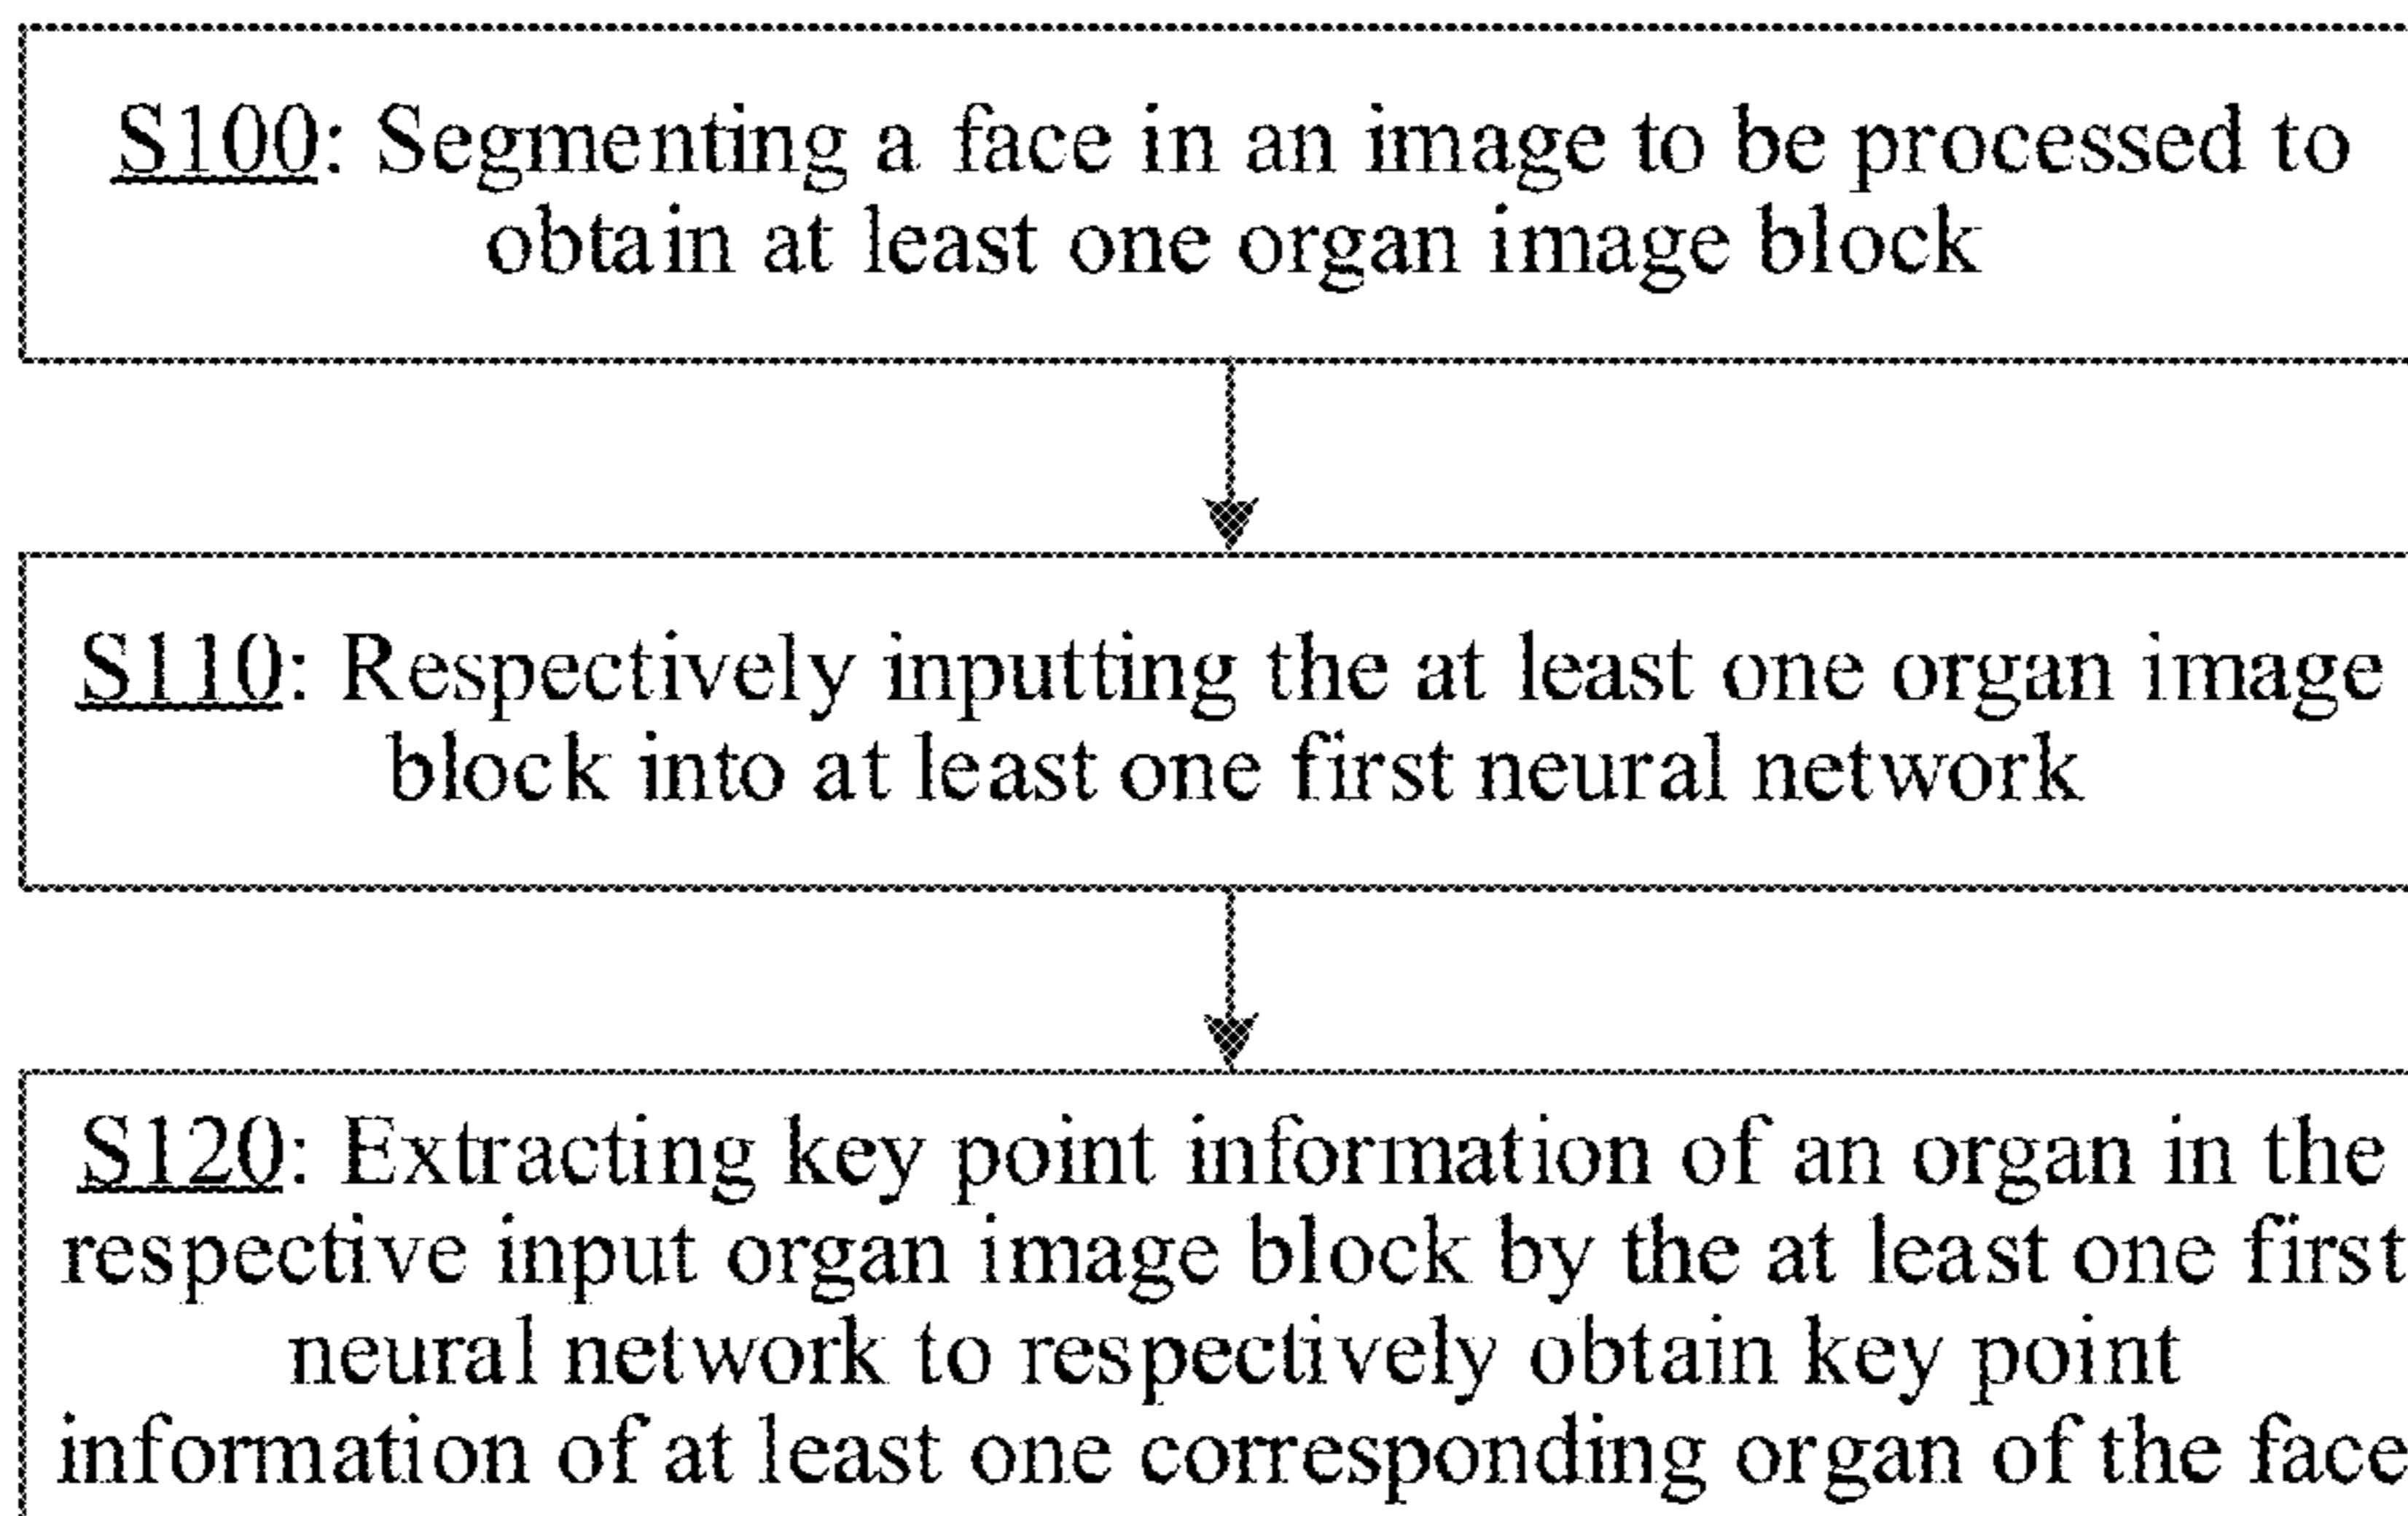 S100: Segmenting a face in an image to be processed to
obtain at least one organ image block
S110: Respectively inputting the at least one organ image
block into at least one first neural network
S120: Extracting key point information of an organ in the
respective input organ image block by the at least one first
neural network to respectively obtain key point
information of at least one corresponding organ of the face